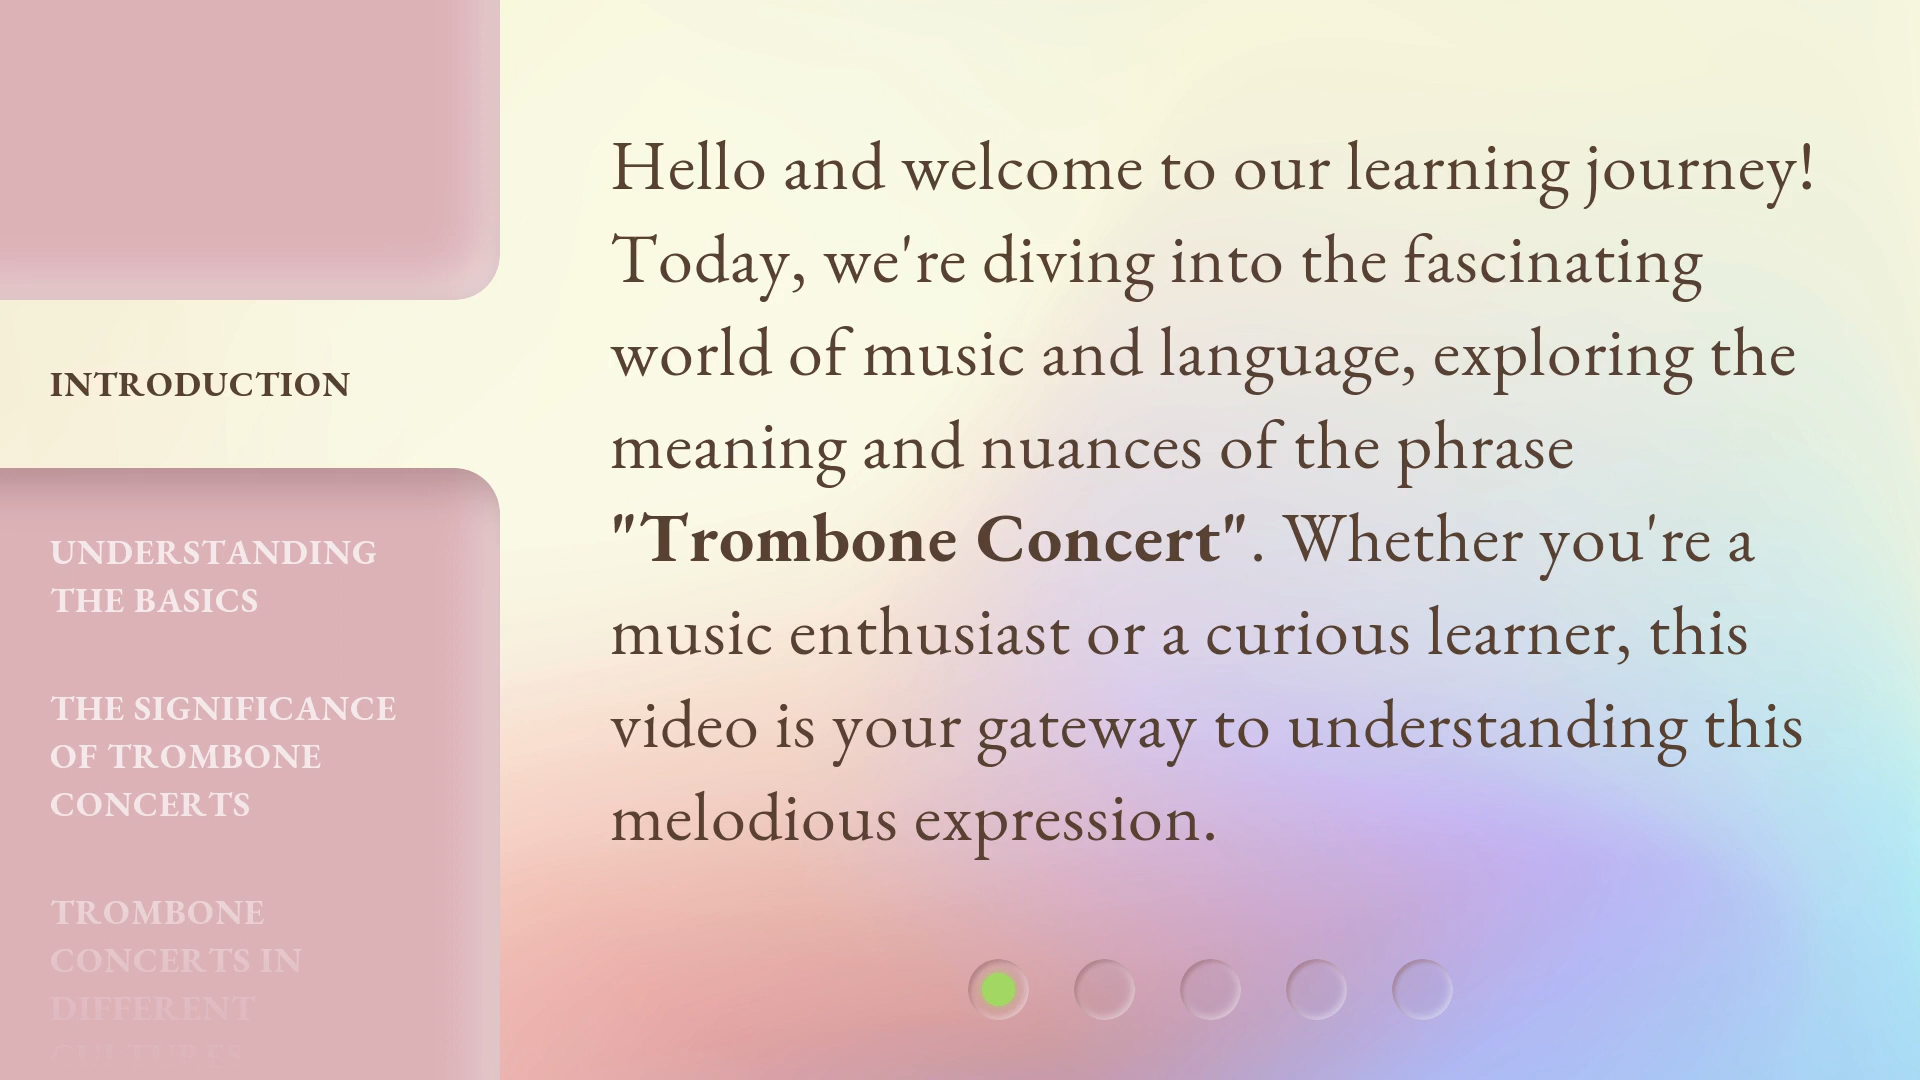 INTRODUCTION
UNDERSTANDING
THE BASICS
THE SIGNIFICANCE
OF TROMBONE
CONCERTS
TROMBONE
CONCERTS IN
DIFFERENT
CULTURES
Hello and welcome to our learning journey!
Today, we're diving into the fascinating
world of music and language, exploring the
meaning and nuances of the phrase
"Trombone Concert". Whether you're a
music enthusiast or a curious learner, this
video is your gateway to understanding this
melodious expression.